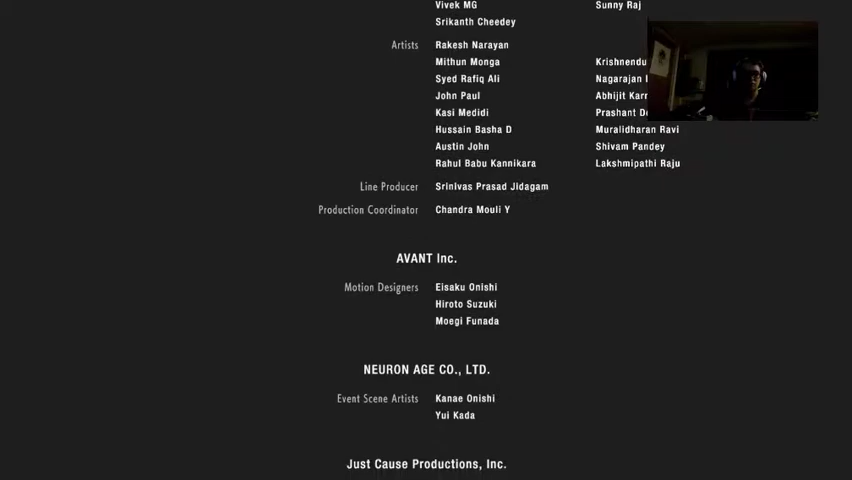 Vivek MG Sunny Raj
Srikanth Cheedey
Artists Rakesh Narayan
Mithun Monga Krishnendu
Syed Rafiq Ali Nagarajan
John Paul Abhijit
Kasi Medidi Prashant
Hussain Basha D Muralidharan Ravi
Austin John Shivam Pandey
Rahul Babu Kannikara Lakshmipathi Raju
Line Producer Srinivas Prasad Jidagam
Production Coordinator Chandra Mouli Y
AVANT Inc.
Motion Designers Eisaku Onishi
Hiroto Suzuki
Moegi Funada
NEURON AGE CO., LTD.
Event Scene Artists Kanae Onishi
Yui Kada
Just Cause Productions, Inc.